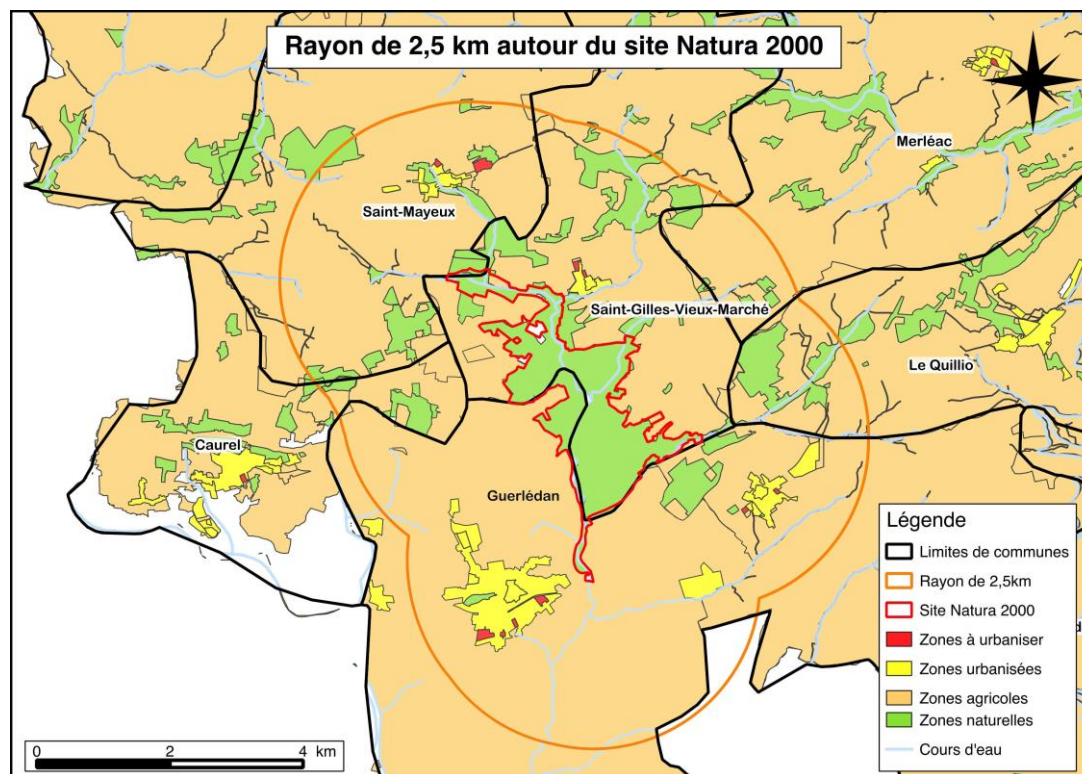 Rayon de 2,5 km autour du site Natura 2000
Merléac
Saint-Mayeux
Saint-Gilles-Vieux-Marché
Le Quillio
Caurel
Guerlédan
Légende
Limites de communes
Rayon de 2,5km
Site Natura 2000
Zones à urbaniser
Zones urbanisées
Zones agricoles
Zones naturelles
Cours d'eau
0 2 4 km